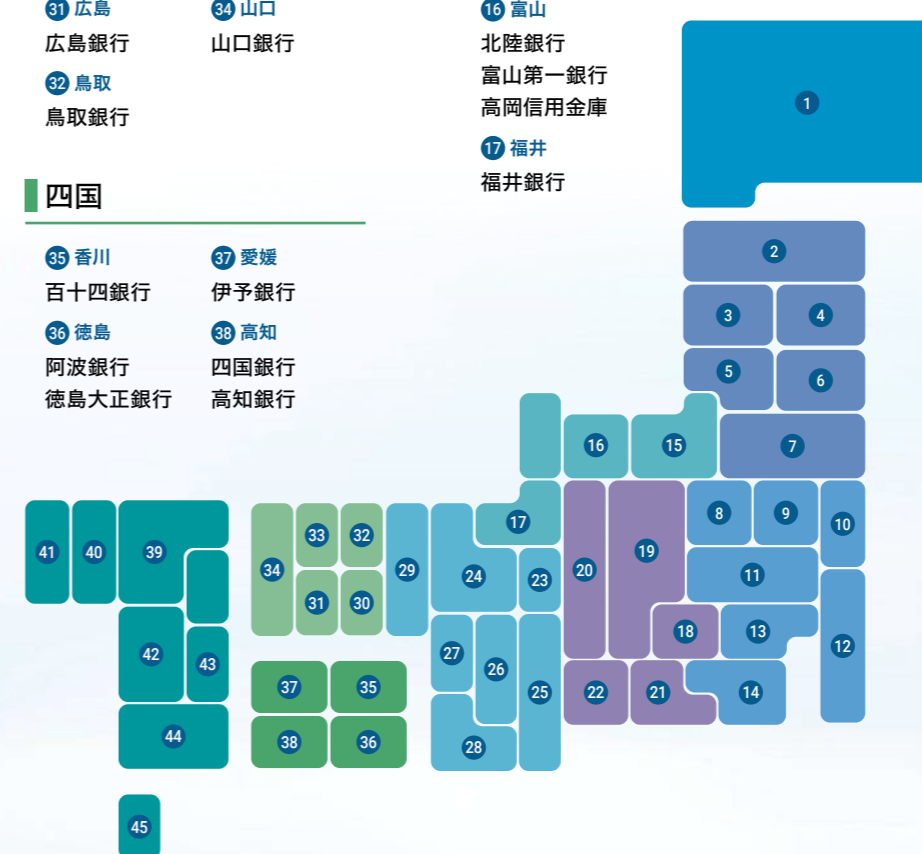 31 広島
広島銀行
32 鳥取
鳥取銀行
34 山口
山口銀行
四国
35 香川
百十四銀行
36 徳島
阿波銀行
徳島大正銀行
37 愛媛
伊予銀行
38 高知
四国銀行
高知銀行
16 富山
北陸銀行
富山第一銀行
高岡信用金庫
17 福井
福井銀行
1
2
3
4
5
6
7
16
15
8
9
10
17
41
40
39
34
33
32
29
24
23
20
19
11
31
30
18
13
12
42
43
27
26
25
37
35
22
21
14
44
38
36
28
45